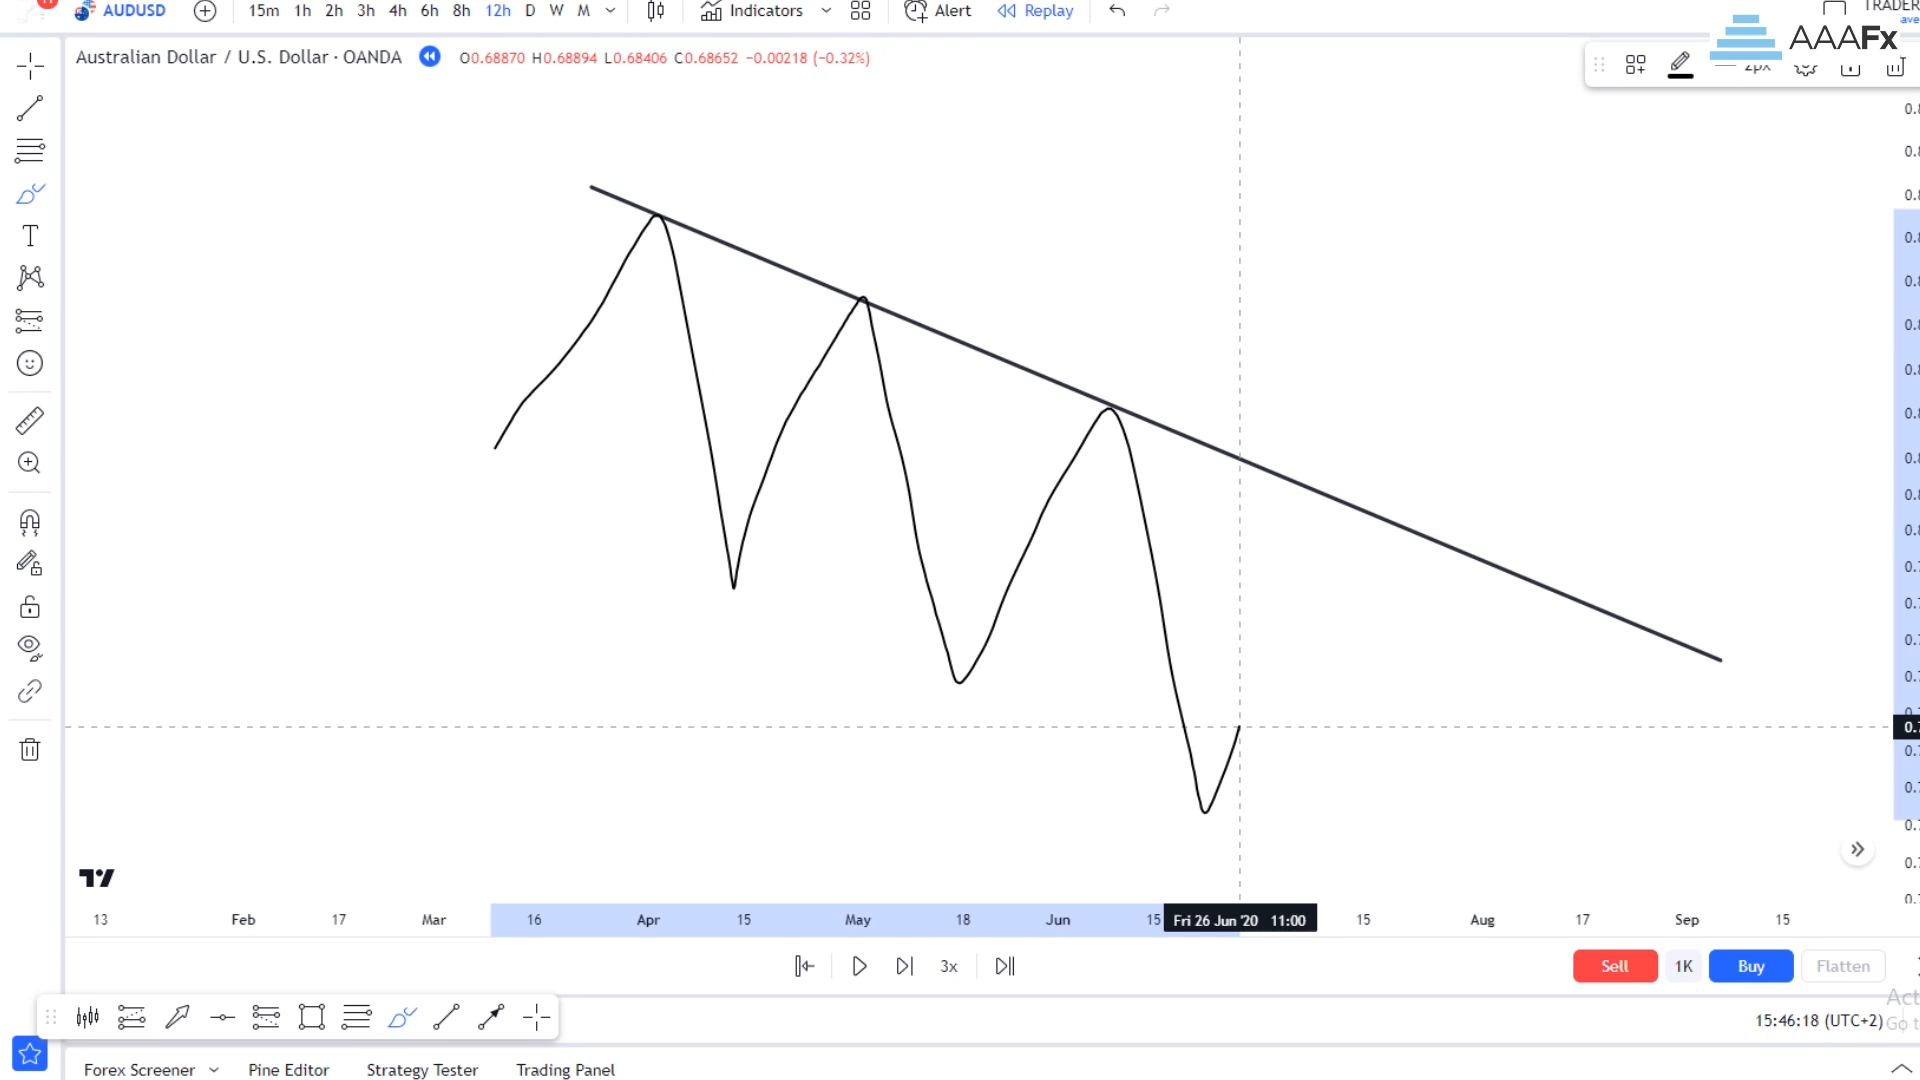 AUDUSD 15m 1h 2h 3h 4h 6h 8h 12h D W M Indicators Alert Replay TRADER
Australian Dollar / U.S. Dollar · OANDA O0.68870 H0.68894 L0.68406 C0.68652 −0.00218 (−0.32%)
AAAFx
2px
T
13 Feb 17 Mar 16 Apr 15 May 18 Jun 15 Fri 26 Jun '20 11:00 15 Aug 17 Sep 15
3x Sell 1K Buy Flatten
15:46:18 (UTC+2)
Forex Screener Pine Editor Strategy Tester Trading Panel